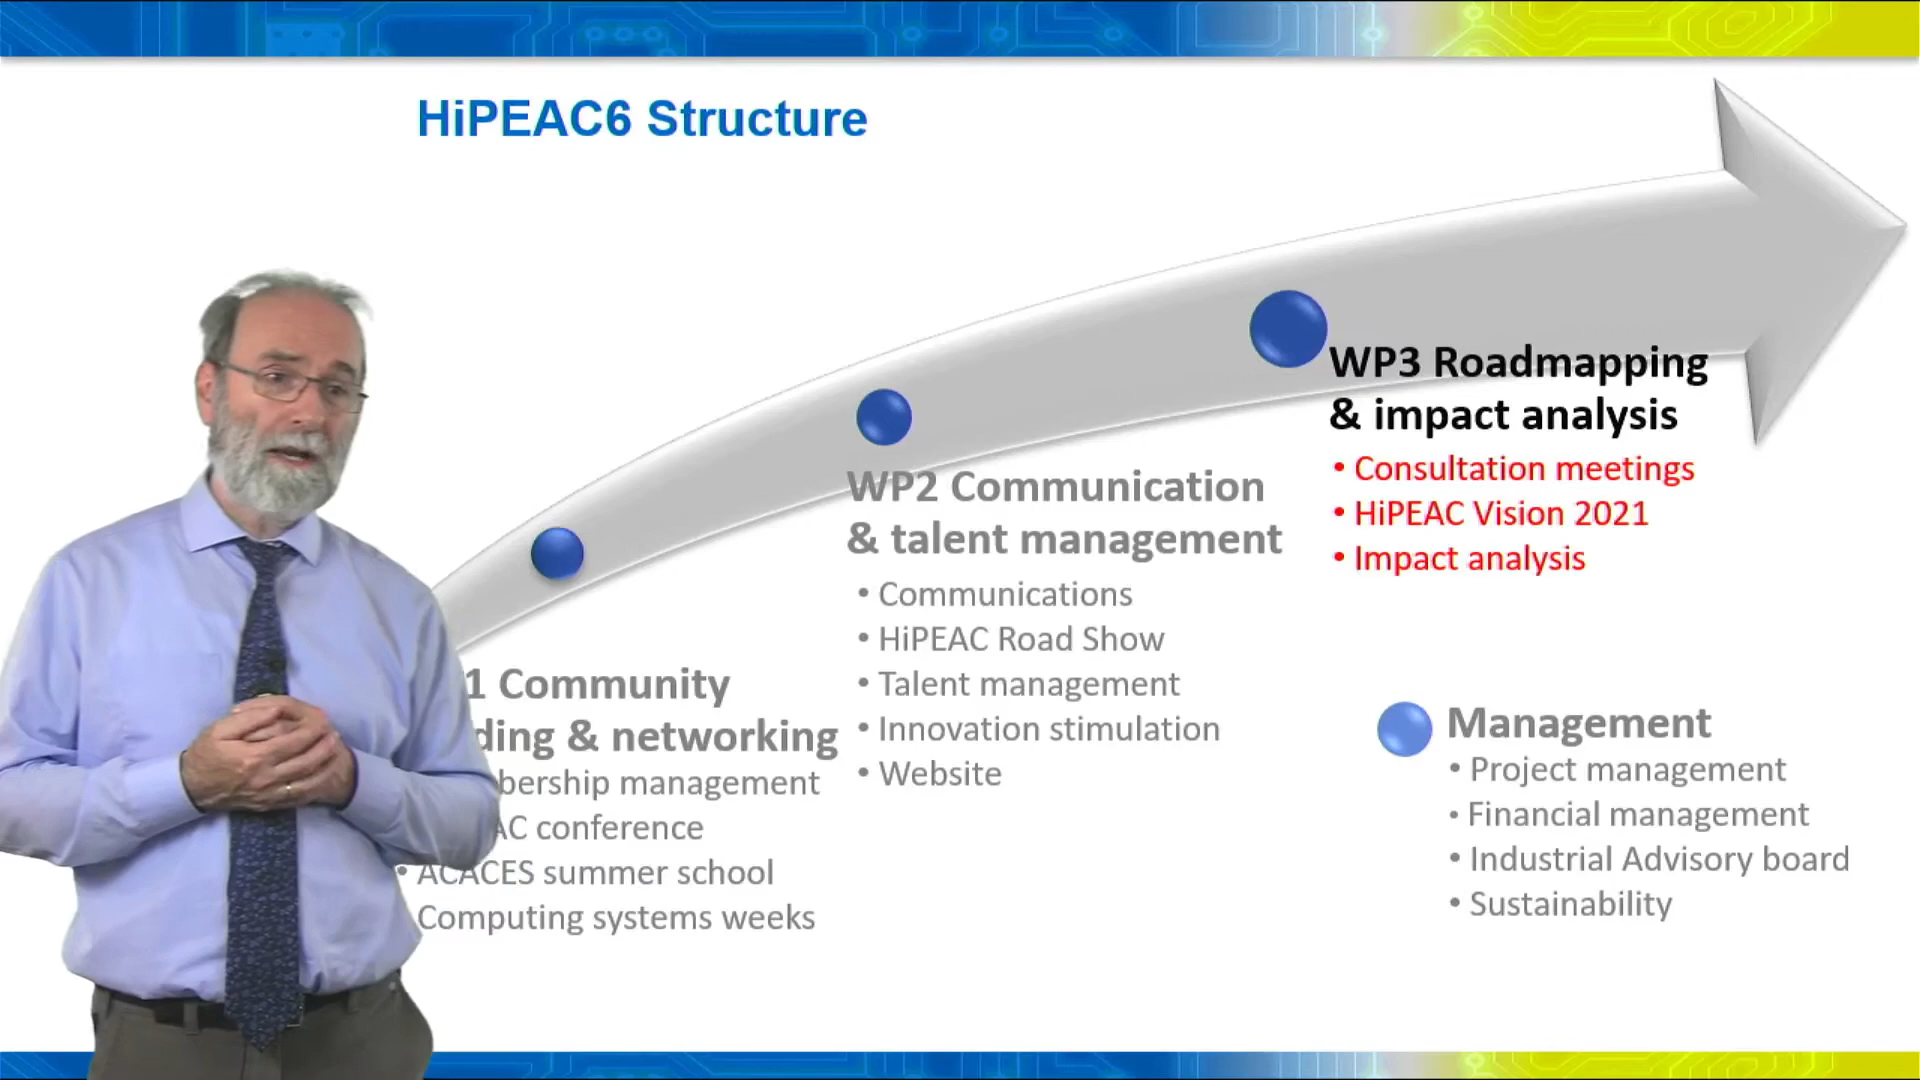 HiPEAC6 Structure
WP3 Roadmapping
& impact analysis
• Consultation meetings
• HiPEAC Vision 2021
• Impact analysis
WP2 Communication
& talent management
• Communications
• HiPEAC Road Show
• Talent management
• Innovation stimulation
• Website
1 Community
ding & networking
bership management
AC conference
• ACACES summer school
Computing systems weeks
Management
• Project management
• Financial management
• Industrial Advisory board
• Sustainability